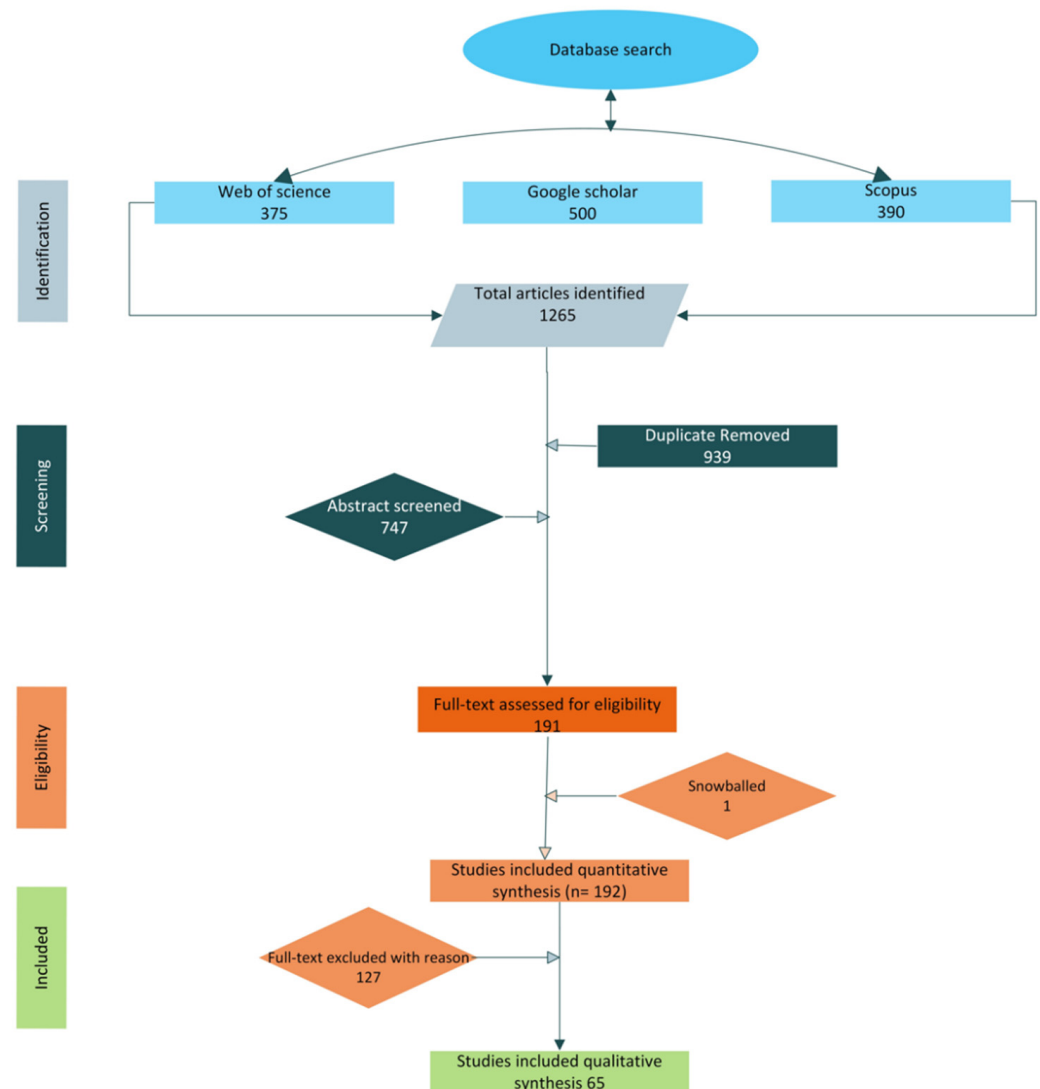 Database search
Identification
Web of science
375
Google scholar
500
Scopus
390
Total articles identified
1265
Screening
Duplicate Removed
939
Abstract screened
747
Eligibility
Full-text assessed for eligibility
191
Snowballed
1
Studies included quantitative
synthesis (n= 192)
Included
Full-text excluded with reason
127
Studies included qualitative
synthesis 65